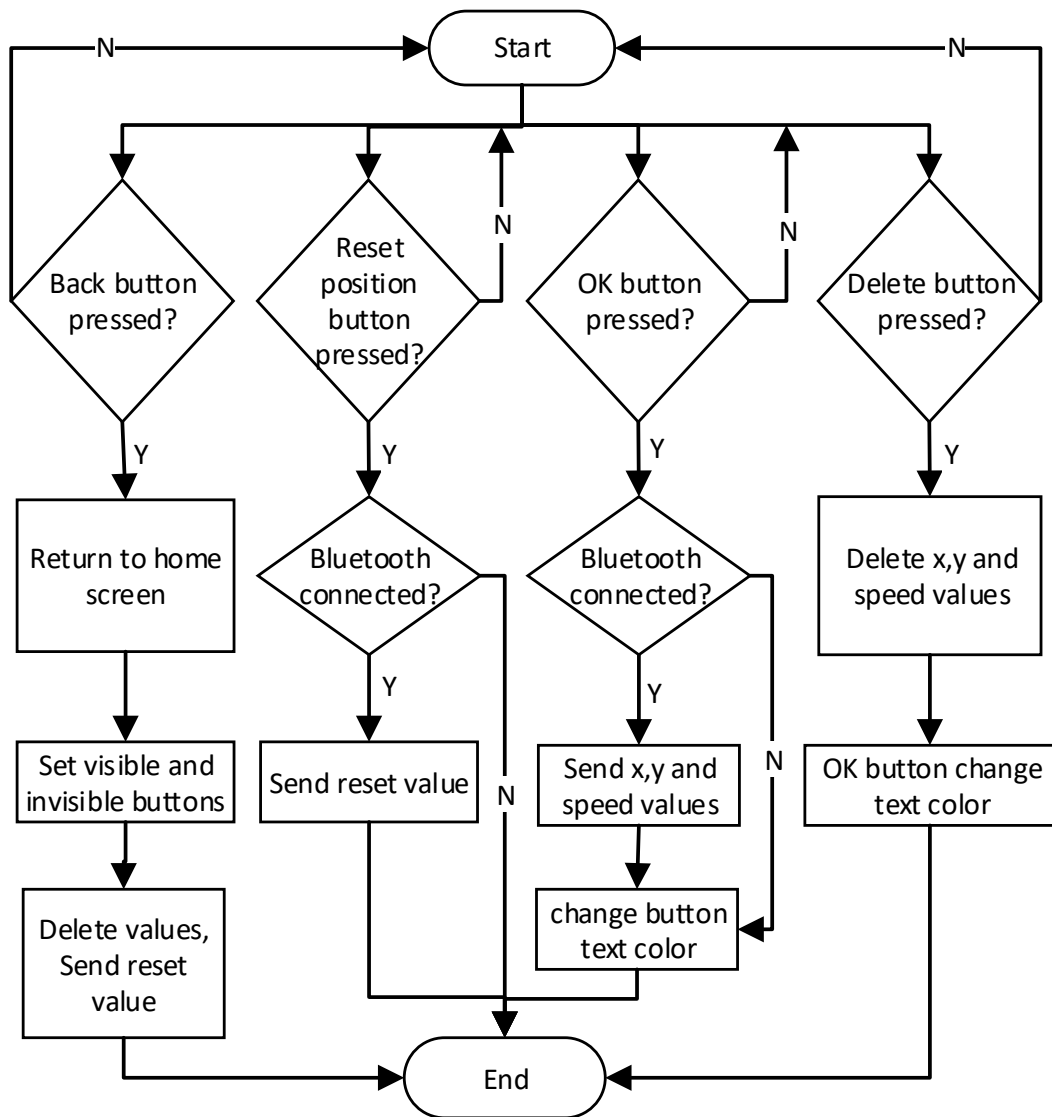 N
Start
N
Back button
pressed?
Reset
position
button
pressed?
N
OK button
pressed?
N
Delete button
pressed?
Y
Y
Y
Y
Return to home
screen
Bluetooth
connected?
Bluetooth
connected?
Delete x,y and
speed values
Y
Y
Set visible and
invisible buttons
Send reset value
N
Send x,y and
speed values
N
OK button change
text color
Delete values,
Send reset
value
change button
text color
End